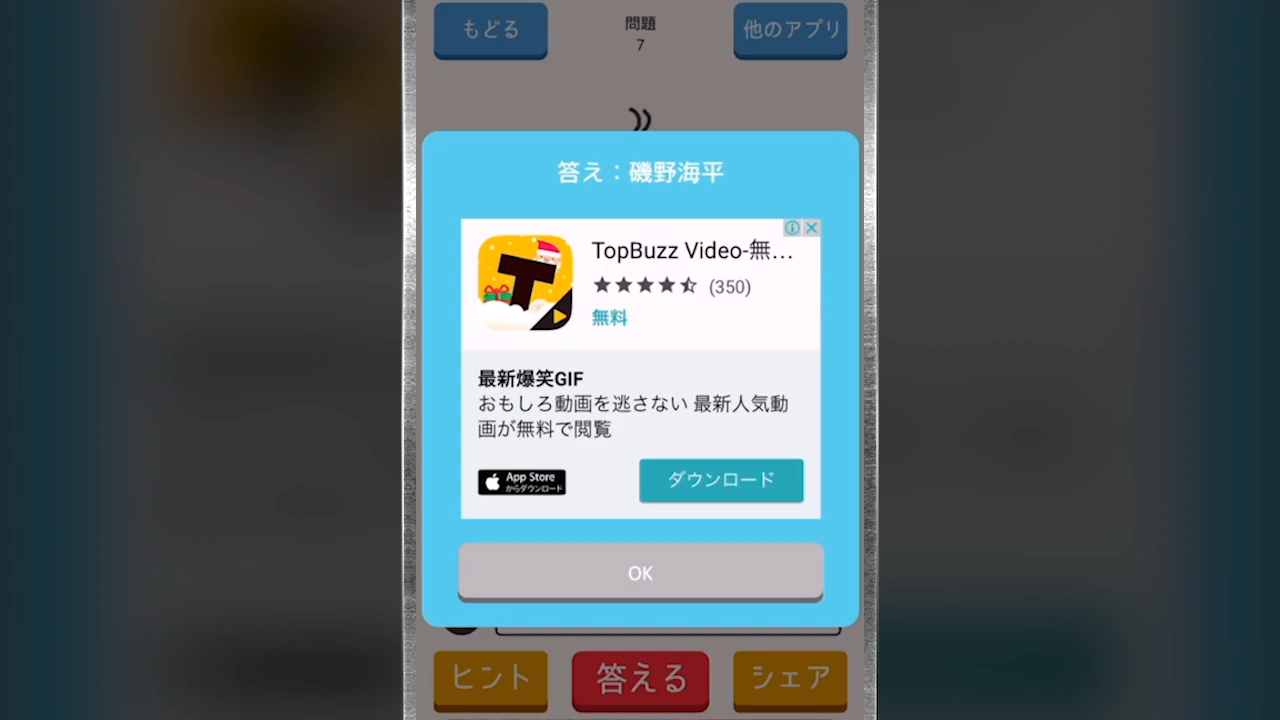 もどる
問題
7
他のアプリ
答え：磯野海平
TopBuzz Video-無…
(350)
無料
最新爆笑GIF
おもしろ動画を逃さない 最新人気動
画が無料で閲覧
App Store
からダウンロード
ダウンロード
OK
ヒント
答える
シェア